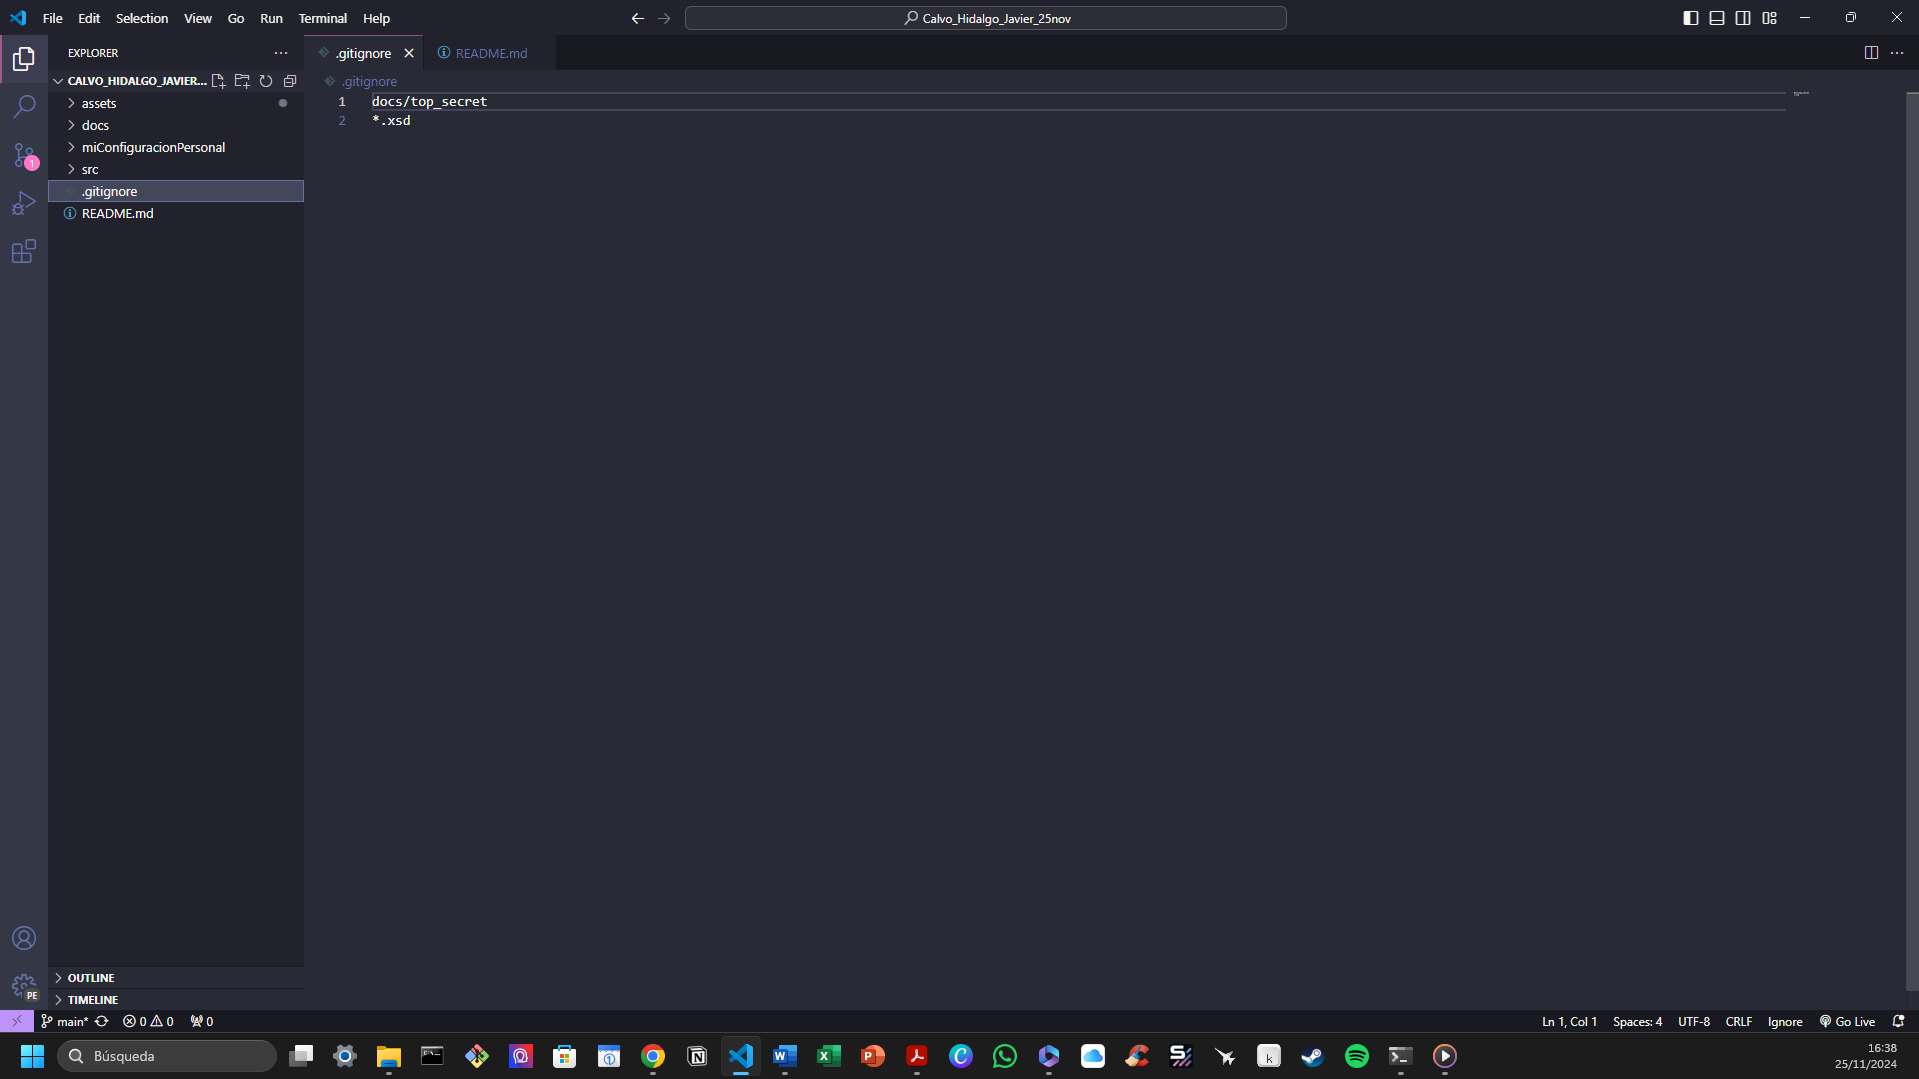 File Edit Selection View Go Run Terminal Help
Calvo_Hidalgo_Javier_25nov
EXPLORER
.gitignore
README.md
CALVO_HIDALGO_JAVIER...
.gitignore
assets
docs
miConfiguracionPersonal
src
.gitignore
README.md
1 docs/top_secret
2 *.xsd
1
PE
OUTLINE
TIMELINE
main* 0 0 0
Ln 1, Col 1 Spaces: 4 UTF-8 CRLF Ignore Go Live
Búsqueda
16:38
25/11/2024